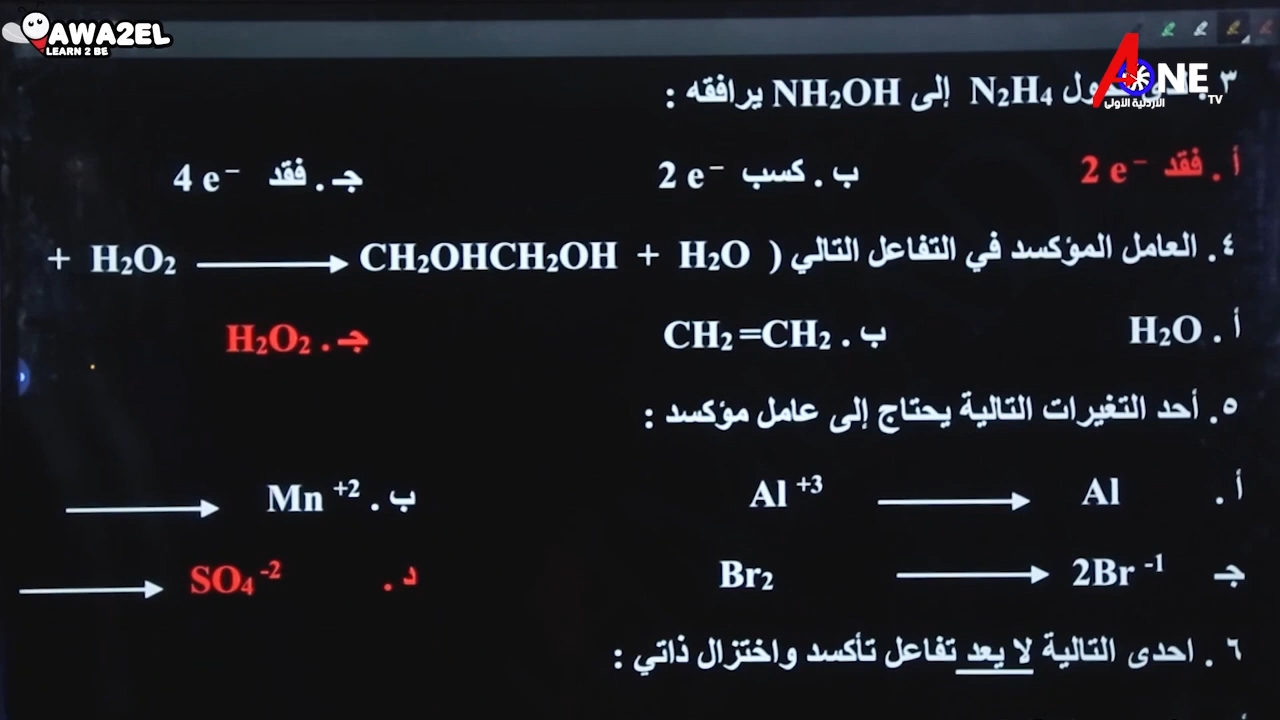 AWA2EL
LEARN 2 BE
A ONE TV
الأردنية الأولى
٣ . N2H4 إلى NH2OH يرافقه :
أ . فقد 2 e⁻ ب . كسب 2 e⁻ جـ . فقد 4 e⁻
٤ . العامل المؤكسد في التفاعل التالي ( + H2O2 ⟶ CH2OHCH2OH + H2O
أ . H2O ب . CH2 =CH2 جـ . H2O2
٥ . أحد التغيرات التالية يحتاج إلى عامل مؤكسد :
أ . Al +3 ⟶ Al ب . Mn +2 ⟶
جـ Br2 ⟶ 2Br -1 د . SO4 -2 ⟶
٦ . احدى التالية لا يعد تفاعل تأكسد واختزال ذاتي :